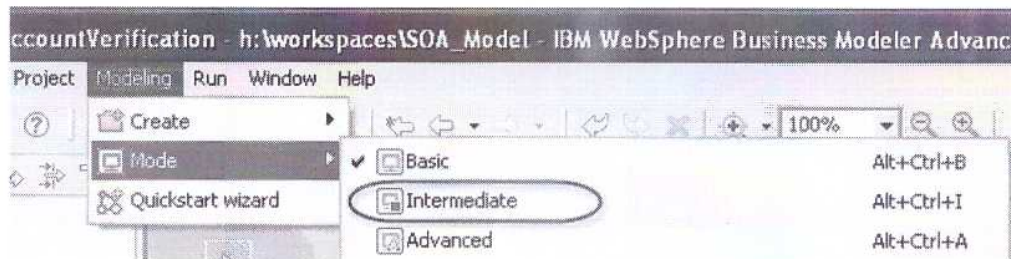 ccountVerification - h:\workspaces\SOA_Model - IBM WebSphere Business Modeler Advanc
Project Modeling Run Window Help
Create
100%
Mode
Basic Alt+Ctrl+B
Quickstart wizard
Intermediate Alt+Ctrl+I
Advanced Alt+Ctrl+A